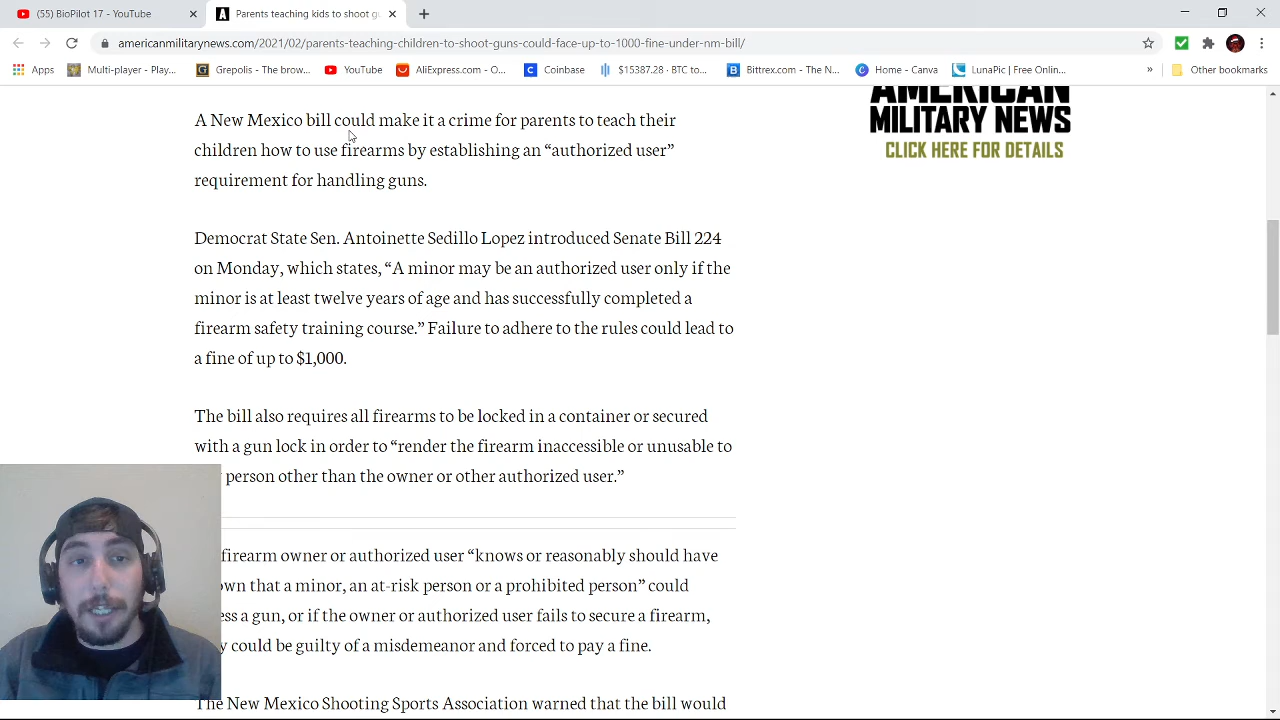 (55) BioPilot 17 - YouTube
Parents teaching kids to shoot gu
americanmilitarynews.com/2021/02/parents-teaching-children-to-shoot-guns-could-face-up-to-1000-fine-under-nm-bill/
Apps
Multi-player - Play...
Grepolis - The brow...
YouTube
AliExpress.com - O...
Coinbase
$15387.28 - BTC to...
Bittrex.com - The N...
Home - Canva
LunaPic | Free Onlin...
»
Other bookmarks
AMERICAN
MILITARY NEWS
CLICK HERE FOR DETAILS
A New Mexico bill would make it a crime for parents to teach their
children how to use firearms by establishing an “authorized user”
requirement for handling guns.
Democrat State Sen. Antoinette Sedillo Lopez introduced Senate Bill 224
on Monday, which states, “A minor may be an authorized user only if the
minor is at least twelve years of age and has successfully completed a
firearm safety training course.” Failure to adhere to the rules could lead to
a fine of up to $1,000.
The bill also requires all firearms to be locked in a container or secured
with a gun lock in order to “render the firearm inaccessible or unusable to
person other than the owner or other authorized user.”
firearm owner or authorized user “knows or reasonably should have
own that a minor, an at-risk person or a prohibited person” could
ess a gun, or if the owner or authorized user fails to secure a firearm,
y could be guilty of a misdemeanor and forced to pay a fine.
The New Mexico Shooting Sports Association warned that the bill would